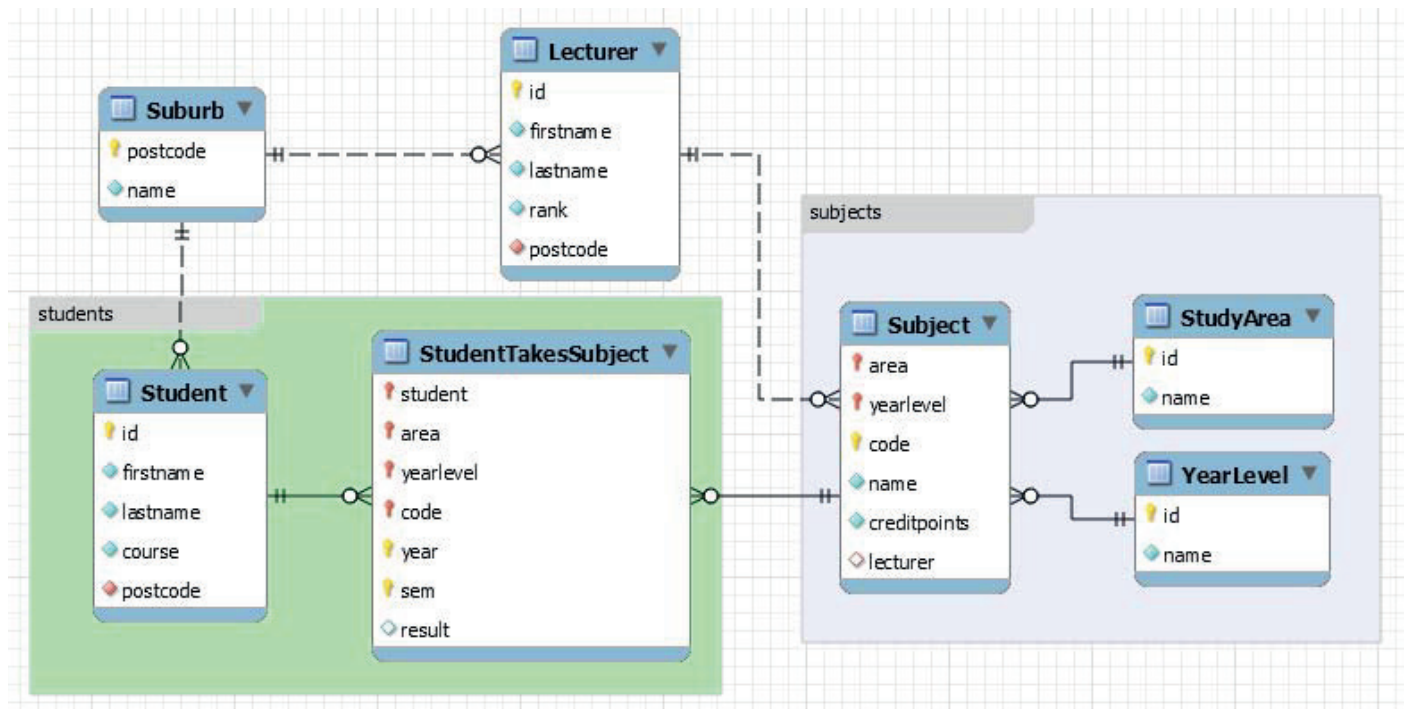 Lecturer
id
firstname
lastname
rank
postcode
Suburb
postcode
name
students
Student
id
firstname
lastname
course
postcode
StudentTakesSubject
student
area
yearlevel
code
year
sem
result
subjects
Subject
area
yearlevel
code
name
creditpoints
lecturer
StudyArea
id
name
YearLevel
id
name